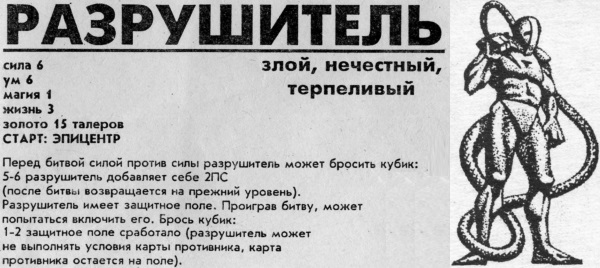 РАЗРУШИТЕЛЬ
сила 6
ум 6
магия 1
жизнь 3
золото 15 талеров
СТАРТ: ЭПИЦЕНТР
злой, нечестный,
терпеливый
Перед битвой силой против силы разрушитель может бросить кубик:
5-6 разрушитель добавляет себе 2ПС
(после битвы возвращается на прежний уровень).
Разрушитель имеет защитное поле. Проиграв битву, может
попытаться включить его. Брось кубик:
1-2 защитное поле сработало (разрушитель может
не выполнять условия карты противника, карта
противника остается на поле).